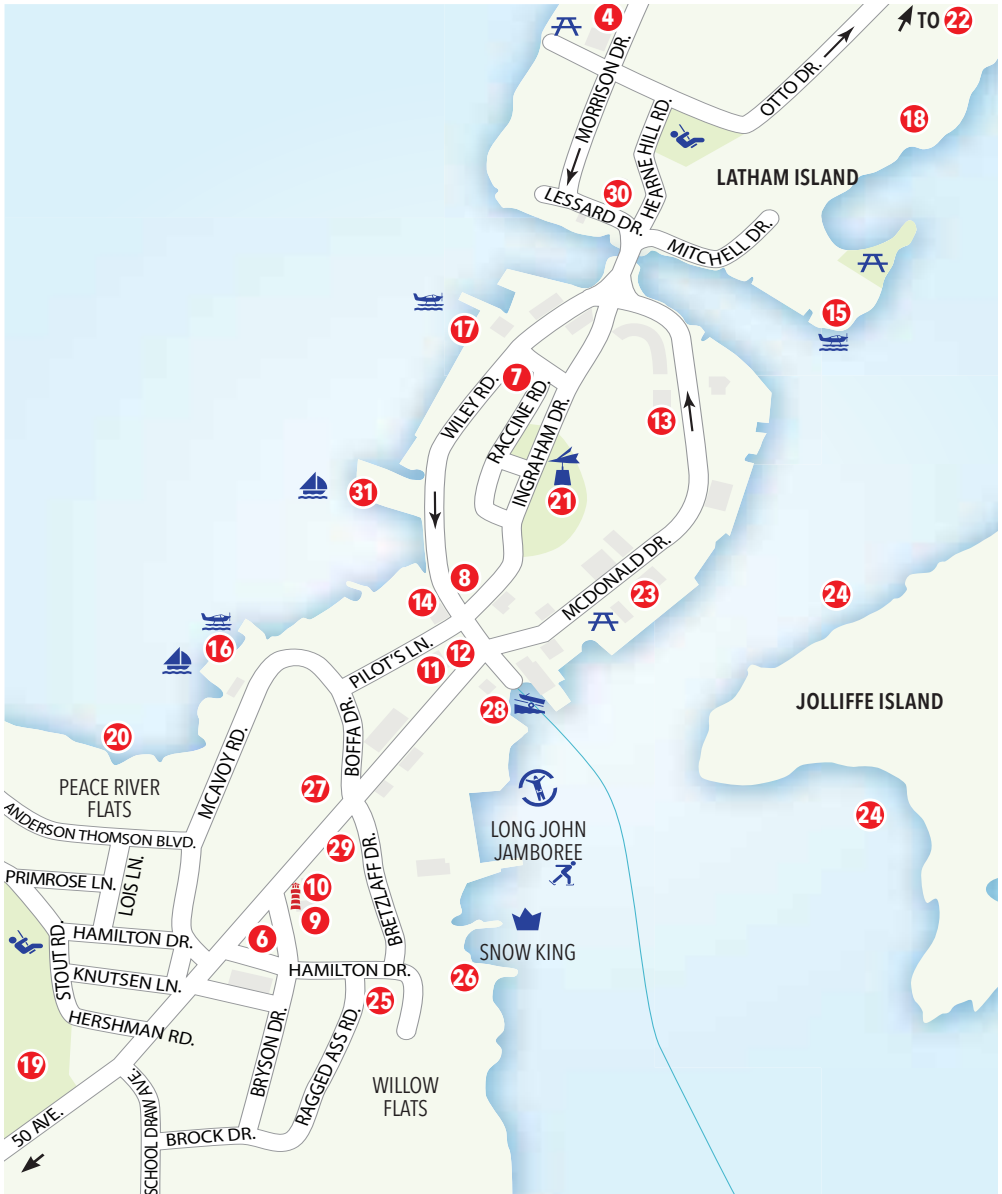 4
TO 22
MORRISON DR.
OTTO DR.
HEARNE HILL RD.
18
LATHAM ISLAND
30
LESSARD DR.
MITCHELL DR.
15
17
7
WILEY RD.
RACCINE RD.
INGRAHAM DR.
13
31
21
8
14
MCDONALD DR.
23
24
PILOT'S LN.
12
11
16
28
JOLLIFFE ISLAND
20
MCAVOY RD.
BOFFA DR.
PEACE RIVER
FLATS
27
24
ANDERSON THOMSON BLVD.
LONG JOHN
JAMBOREE
29
PRIMROSE LN.
LOIS LN.
10
9
BRETZLAFF DR.
6
SNOW KING
HAMILTON DR.
STOUT RD.
KNUTSEN LN.
HAMILTON DR.
26
25
HERSHMAN RD.
BRYSON DR.
RAGGED ASS RD.
19
WILLOW
FLATS
50 AVE.
SCHOOL DRAW AVE.
BROCK DR.